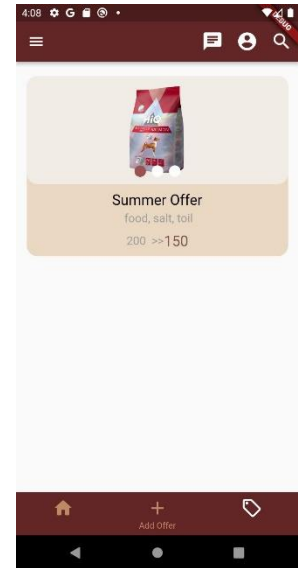 4:08
DEBUG
Summer Offer
food, salt, toil
200 >>150
Add Offer